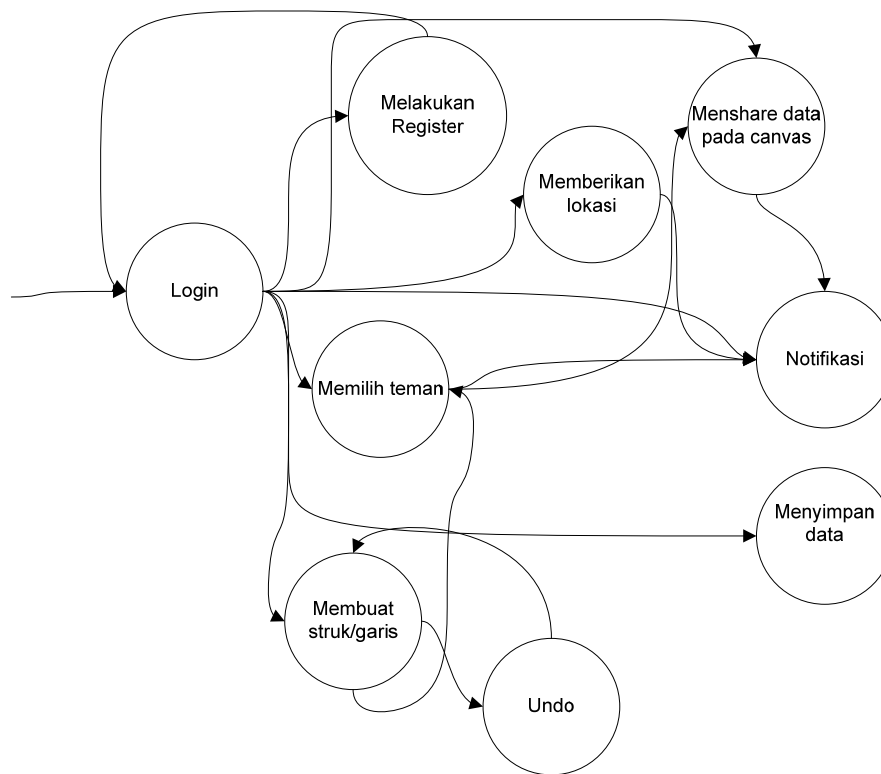 Melakukan
Register
Menshare data
pada canvas
Memberikan
lokasi
Login
Notifikasi
Memilih teman
Menyimpan
data
Membuat
struk/garis
Undo